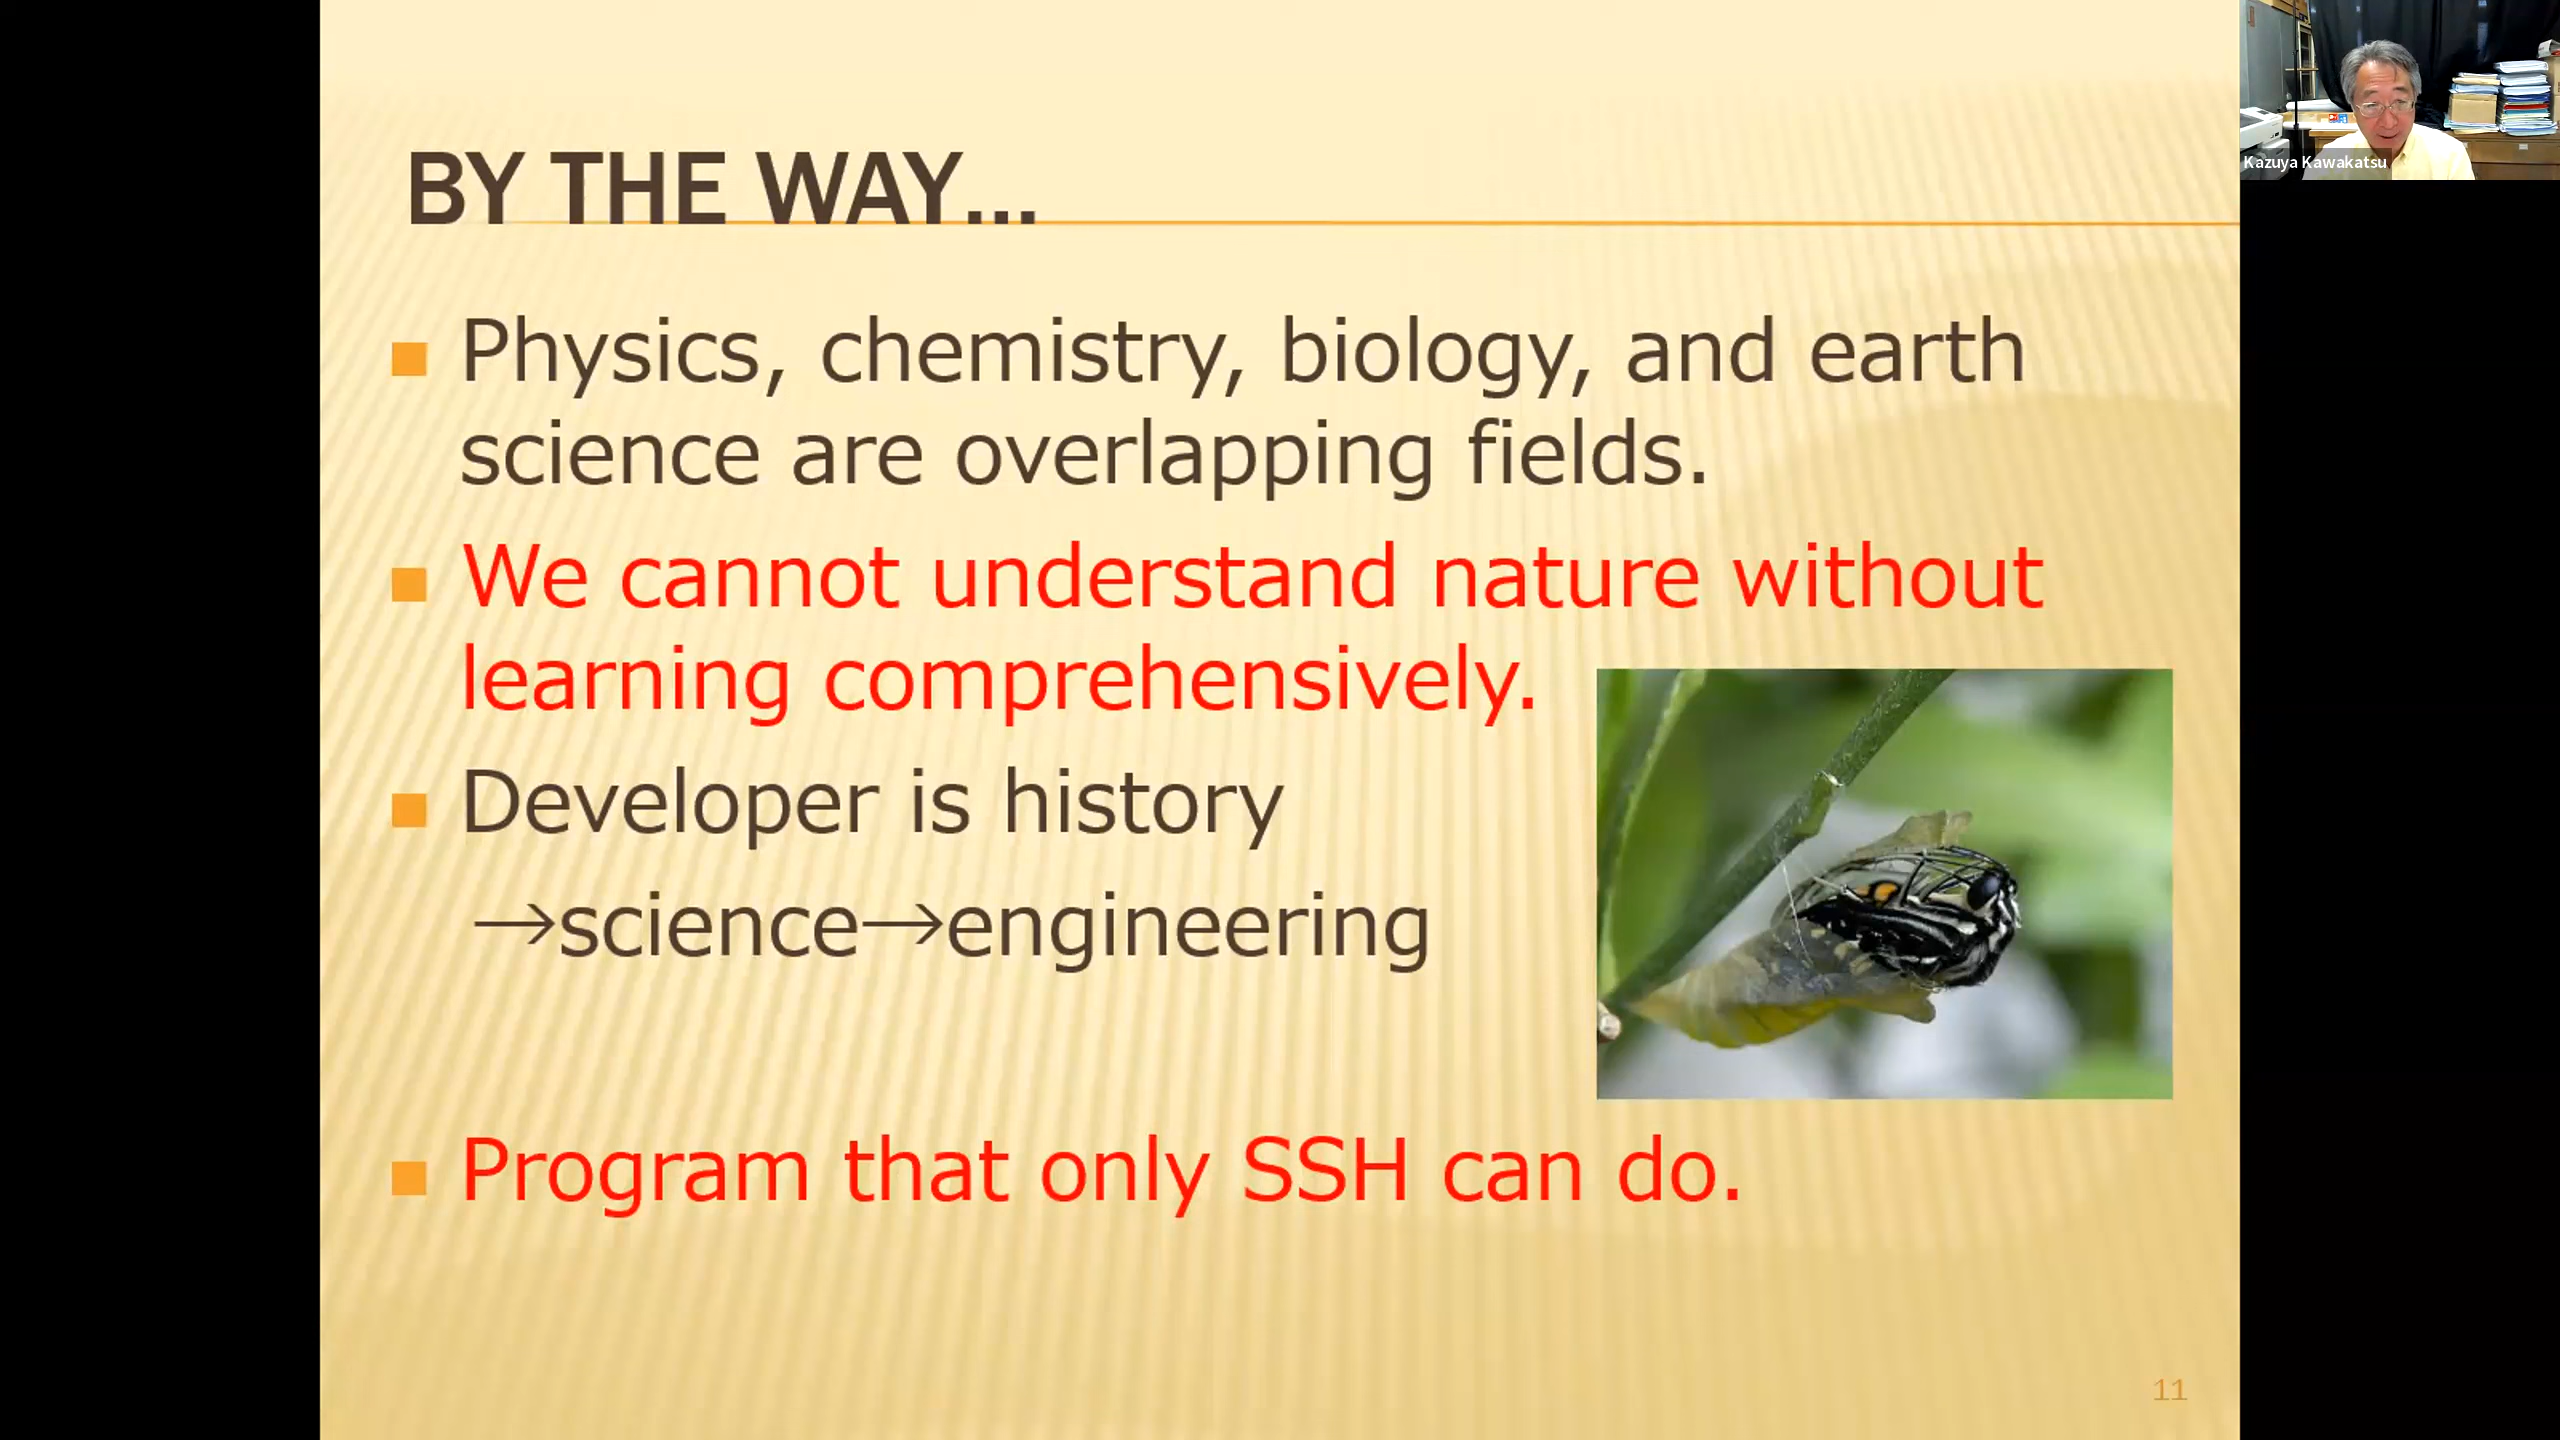 BY THE WAY...
Physics, chemistry, biology, and earth
science are overlapping fields.
We cannot understand nature without
learning comprehensively.
Developer is history
→science→engineering
Program that only SSH can do.
11
Kazuya Kawakatsu